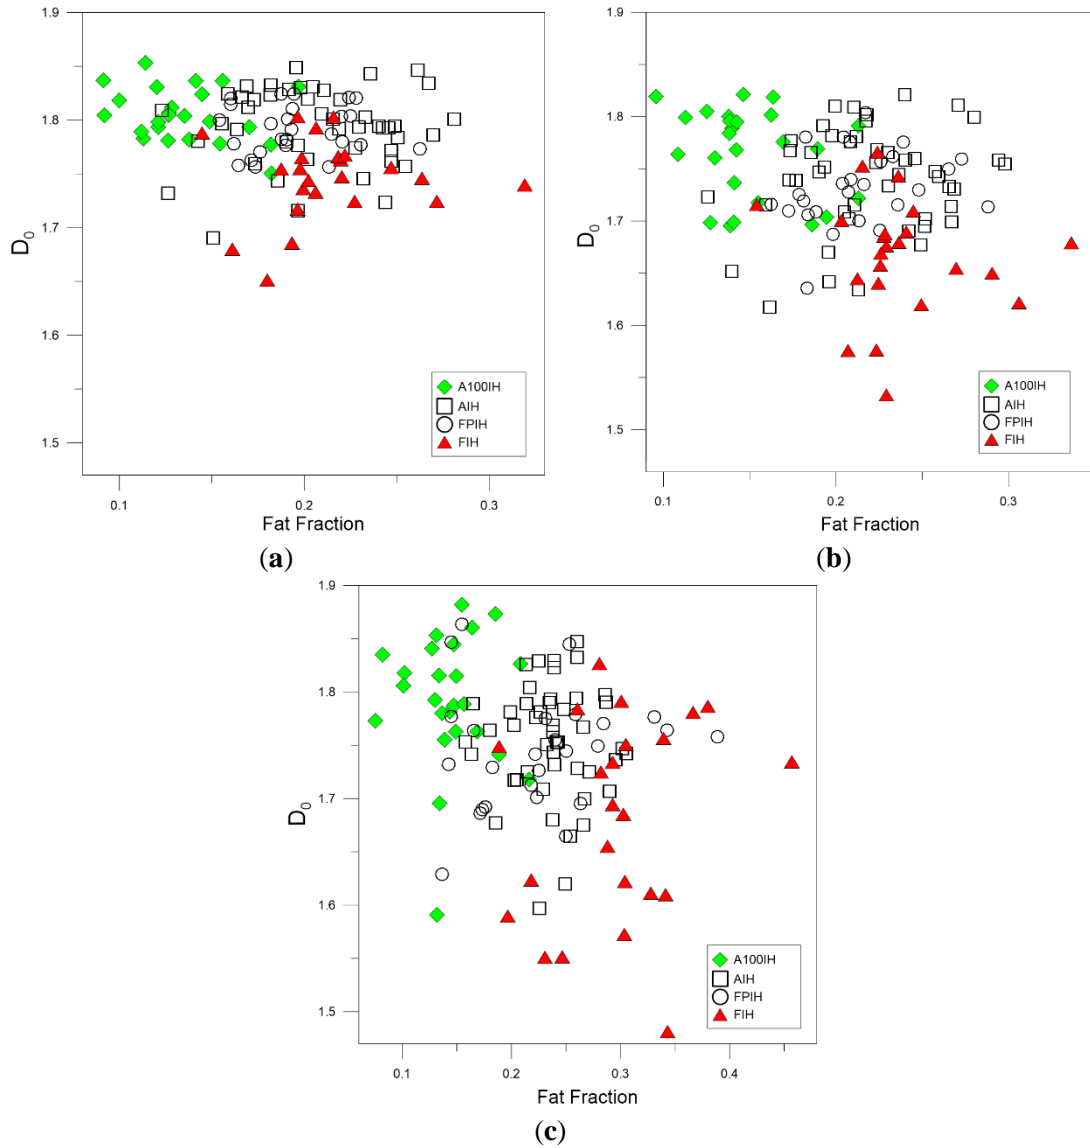 1.9
1.8
1.7
1.6
1.5
D0
0.1 0.2 0.3
Fat Fraction
A100IH
AIH
FPIH
FIH
(a)
1.9
1.8
1.7
1.6
1.5
D0
0.1 0.2 0.3
Fat Fraction
A100IH
AIH
FPIH
FIH
(b)
1.9
1.8
1.7
1.6
1.5
D0
0.1 0.2 0.3 0.4
Fat Fraction
A100IH
AIH
FPIH
FIH
(c)